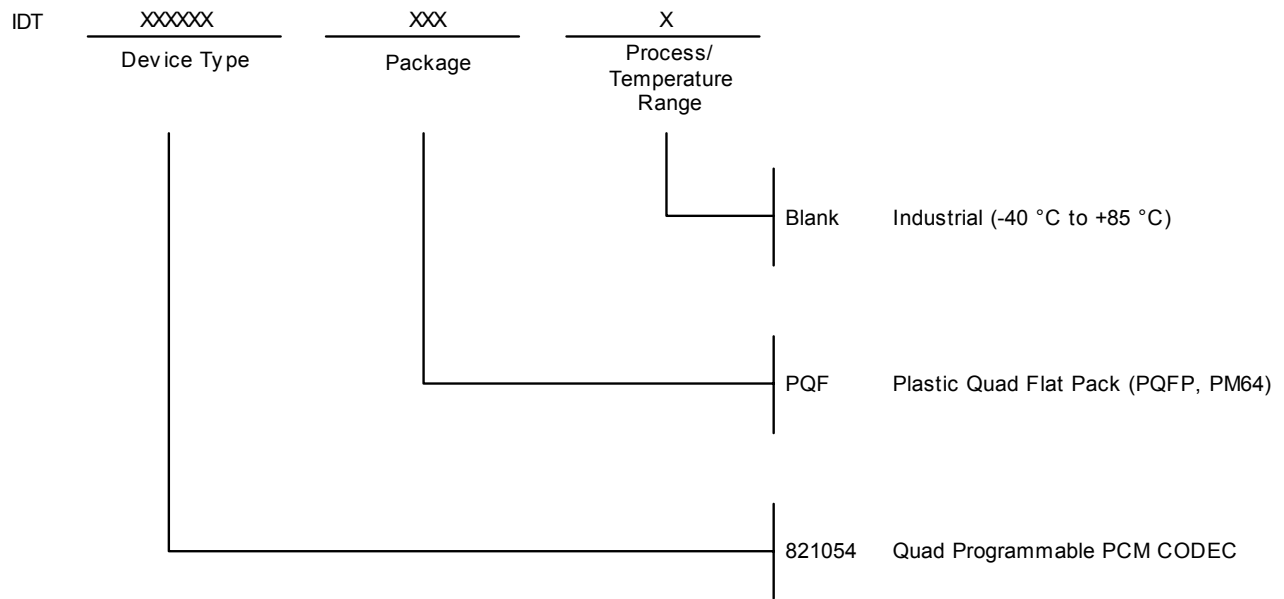 IDT XXXXXX XXX X
Device Type Package Process/
Temperature
Range
Blank Industrial (-40 °C to +85 °C)
PQF Plastic Quad Flat Pack (PQFP, PM64)
821054 Quad Programmable PCM CODEC